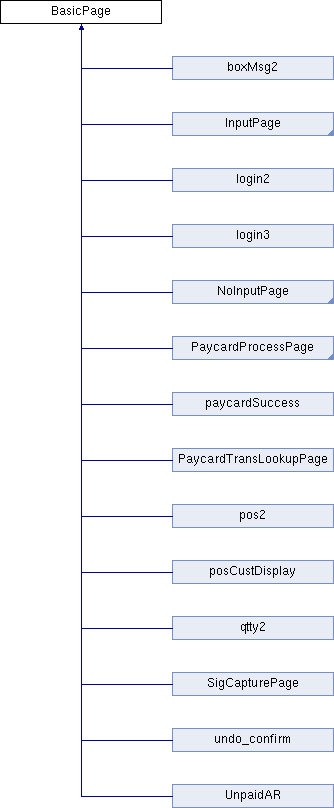 BasicPage
boxMsg2
InputPage
login2
login3
NoInputPage
PaycardProcessPage
paycardSuccess
PaycardTransLookupPage
pos2
posCustDisplay
qtty2
SigCapturePage
undo_confirm
UnpaidAR